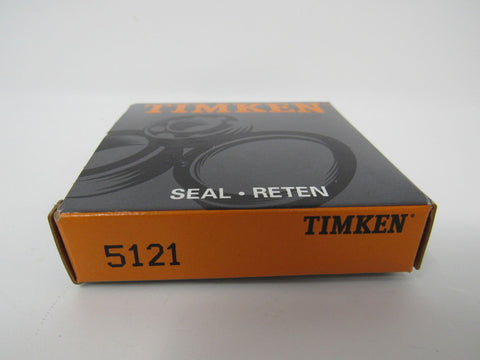 TIMKEN
SEAL • RETEN
TIMKEN®
5121